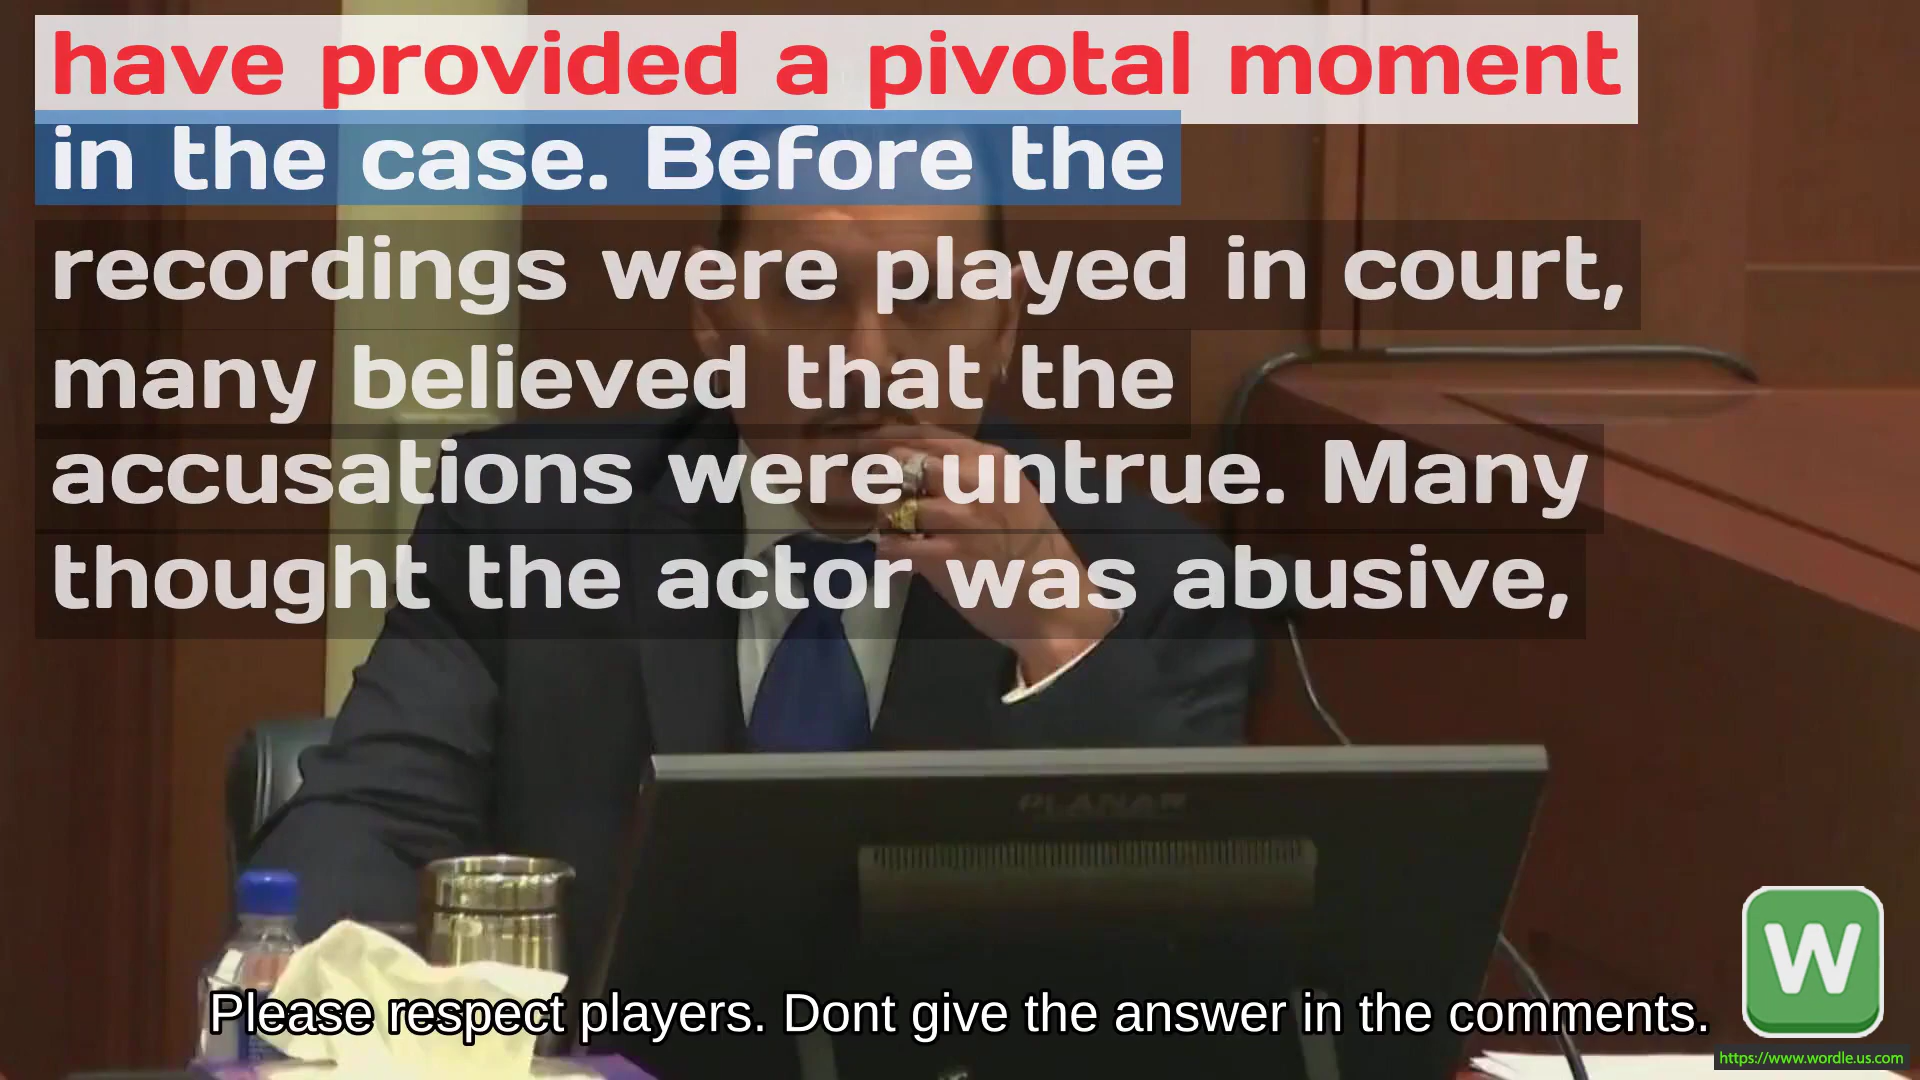 have provided a pivotal moment
in the case. Before the
recordings were played in court,
many believed that the
accusations were untrue. Many
thought the actor was abusive,
PLANAR
W
Please respect players. Dont give the answer in the comments.
https://www.wordle.us.com